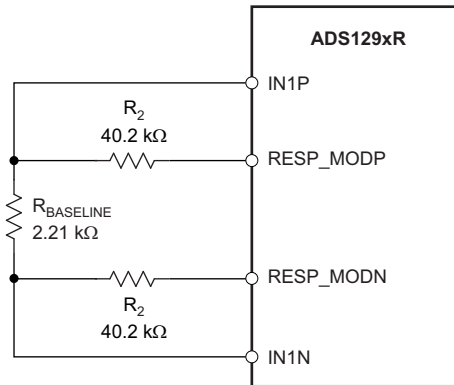 ADS129xR
IN1P
R2
40.2 kΩ
RESP_MODP
RBASELINE
2.21 kΩ
RESP_MODN
R2
40.2 kΩ
IN1N